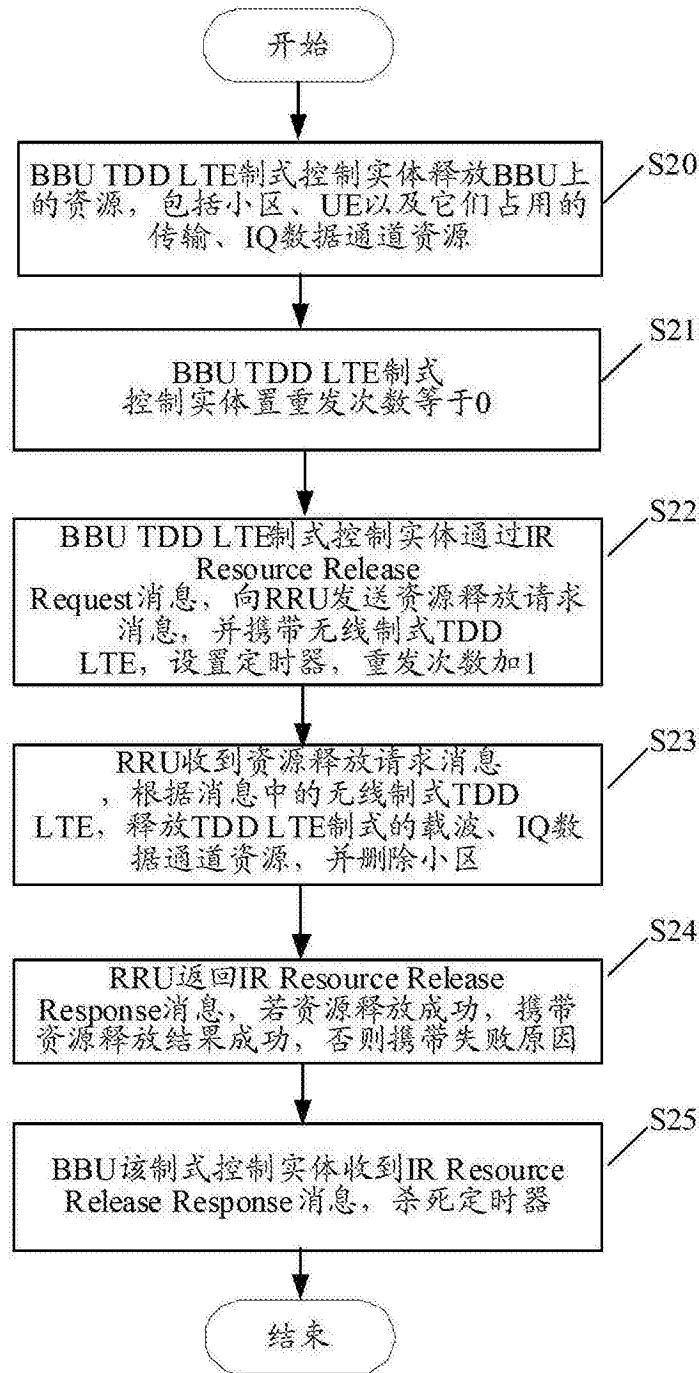 开始
S20
BBU TDD LTE制式控制实体释放BBU上
的资源，包括小区、UE以及它们占用的
传输、IQ数据通道资源
S21
BBU TDD LTE制式
控制实体置重发次数等于0
S22
BBU TDD LTE制式控制实体通过IR
Resource Release
Request消息，向RRU发送资源释放请求
消息，并携带无线制式TDD
LTE，设置定时器，重发次数加1
S23
RRU收到资源释放请求消息
，根据消息中的无线制式TDD
LTE，释放TDD LTE制式的载波、IQ数
据通道资源，并删除小区
S24
RRU返回IR Resource Release
Response消息，若资源释放成功，携带
资源释放结果成功，否则携带失败原因
S25
BBU该制式控制实体收到IR Resource
Release Response消息，杀死定时器
结束